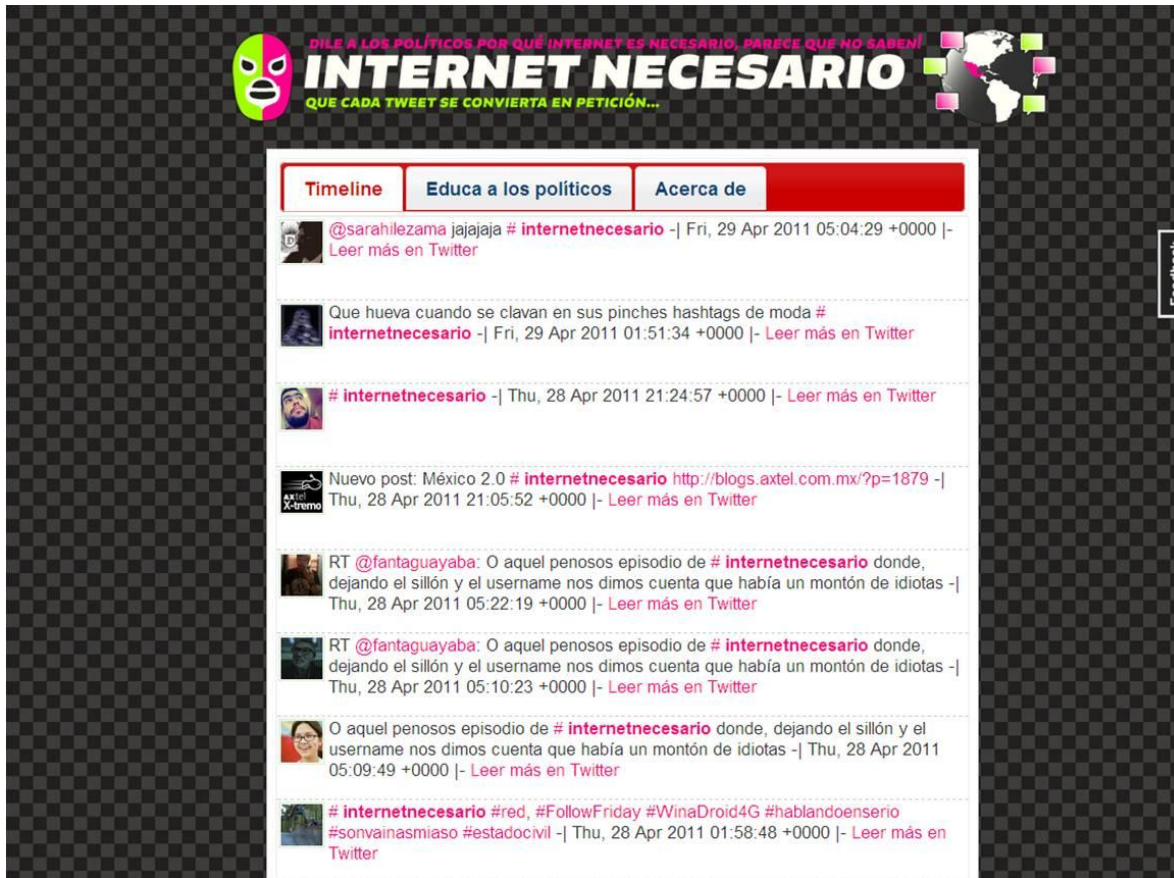 DILE A LOS POLÍTICOS POR QUÉ INTERNET ES NECESARIO, PARECE QUE NO SABEN!
INTERNET NECESARIO
QUE CADA TWEET SE CONVIERTA EN PETICIÓN...
Timeline
Educa a los políticos
Acerca de
@sarahilezama jajajaja # internetnecesario -| Fri, 29 Apr 2011 05:04:29 +0000 |-
Leer más en Twitter
Que hueva cuando se clavan en sus pinches hashtags de moda #
internetnecesario -| Fri, 29 Apr 2011 01:51:34 +0000 |- Leer más en Twitter
# internetnecesario -| Thu, 28 Apr 2011 21:24:57 +0000 |- Leer más en Twitter
axtel
X-tremo
Nuevo post: México 2.0 # internetnecesario http://blogs.axtel.com.mx/?p=1879 -|
Thu, 28 Apr 2011 21:05:52 +0000 |- Leer más en Twitter
RT @fantaguayaba: O aquel penosos episodio de # internetnecesario donde,
dejando el sillón y el username nos dimos cuenta que había un montón de idiotas -|
Thu, 28 Apr 2011 05:22:19 +0000 |- Leer más en Twitter
RT @fantaguayaba: O aquel penosos episodio de # internetnecesario donde,
dejando el sillón y el username nos dimos cuenta que había un montón de idiotas -|
Thu, 28 Apr 2011 05:10:23 +0000 |- Leer más en Twitter
O aquel penosos episodio de # internetnecesario donde, dejando el sillón y el
username nos dimos cuenta que había un montón de idiotas -| Thu, 28 Apr 2011
05:09:49 +0000 |- Leer más en Twitter
# internetnecesario #red, #FollowFriday #WinaDroid4G #hablandoenserio
#sonvainasmiaso #estadocivil -| Thu, 28 Apr 2011 01:58:48 +0000 |- Leer más en
Twitter